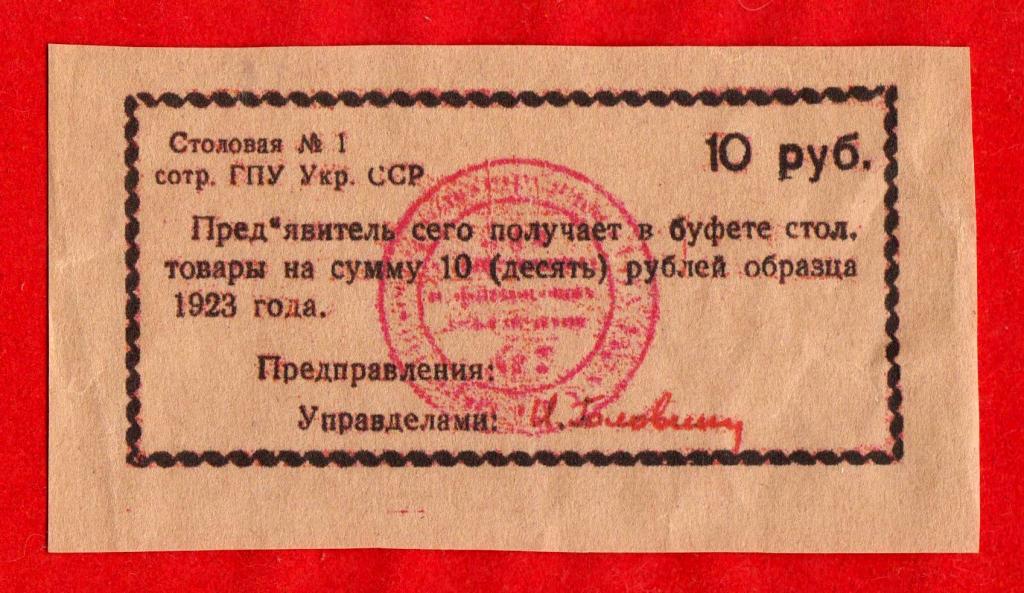 Столовая № 1
сотр. ГПУ Укр. ССР
10 руб.
Пред"явитель сего получает в буфете стол.
товары на сумму 10 (десять) рублей образца
1923 года.
Предправления:
Управделами: